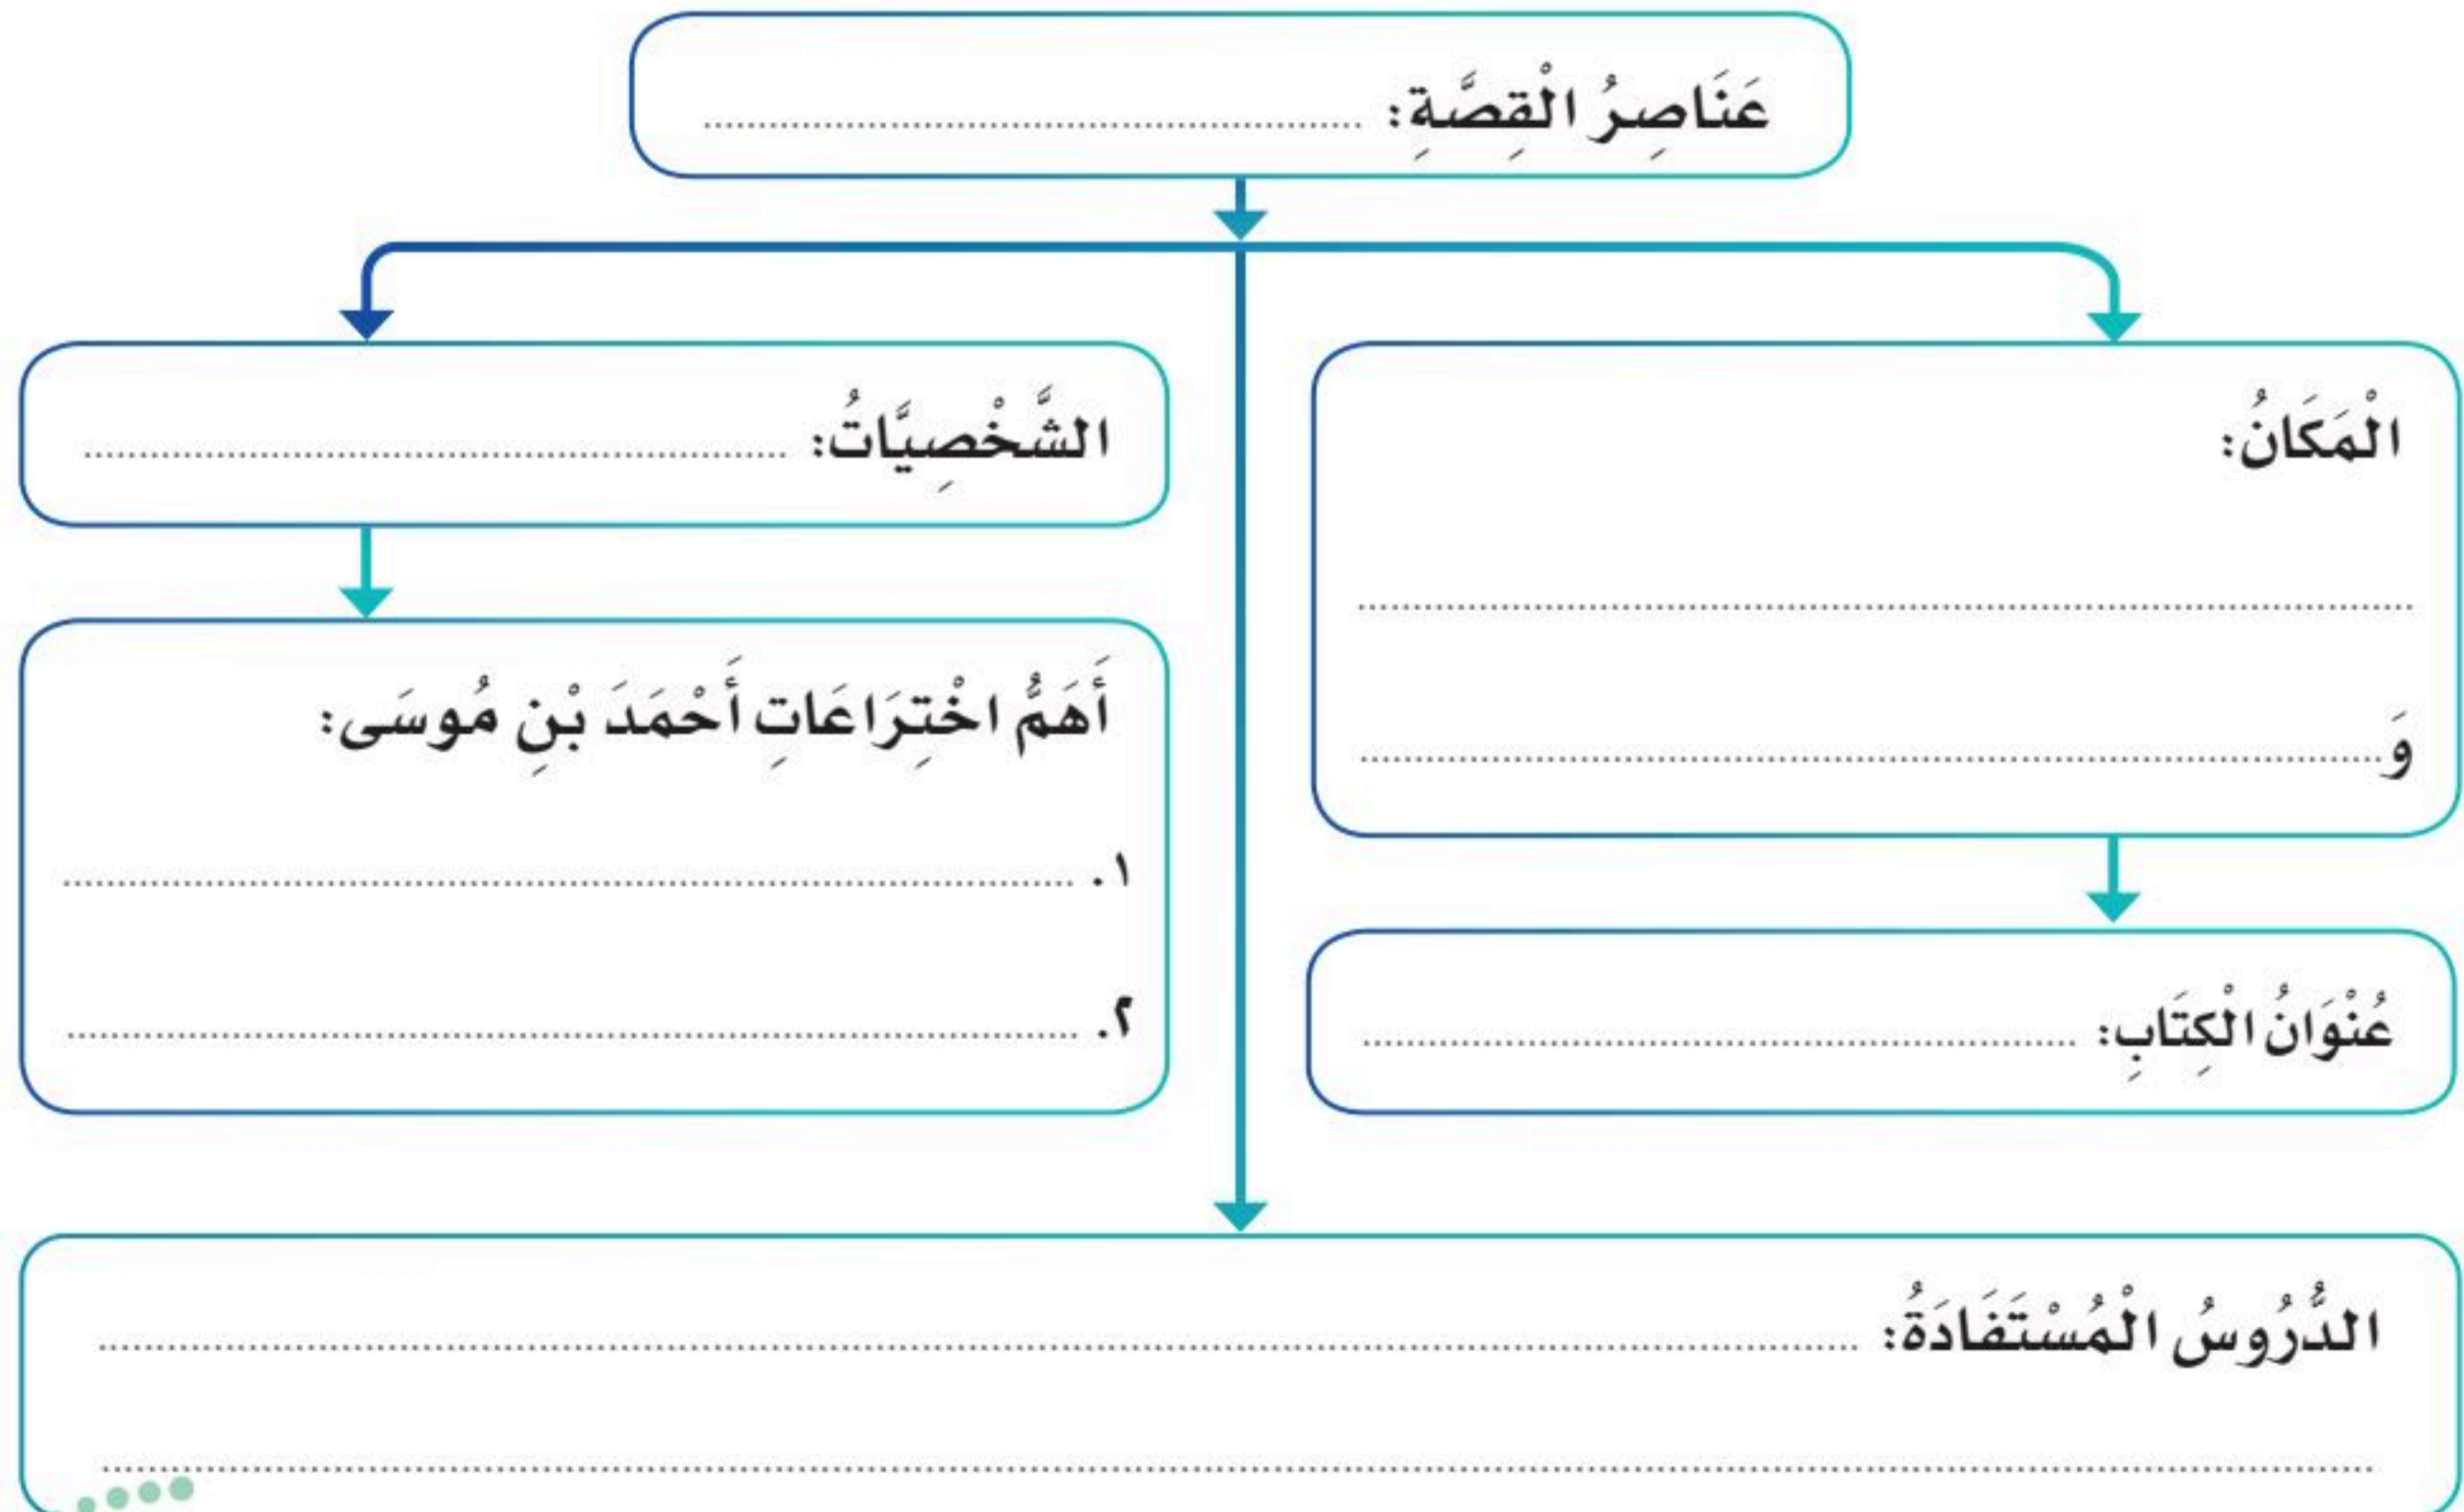 عَنَاصِرُ الْقِصَّةِ: ........................................
الْمَكَانُ:
........................................
وَ........................................
عُنْوَانُ الْكِتَابِ: ........................................
الشَّخْصِيَّاتُ: ........................................
أَهَمُّ اخْتِرَاعَاتِ أَحْمَدَ بْنِ مُوسَى:
١. ........................................
٢. ........................................
الدُّرُوسُ الْمُسْتَفَادَةُ: ........................................
........................................